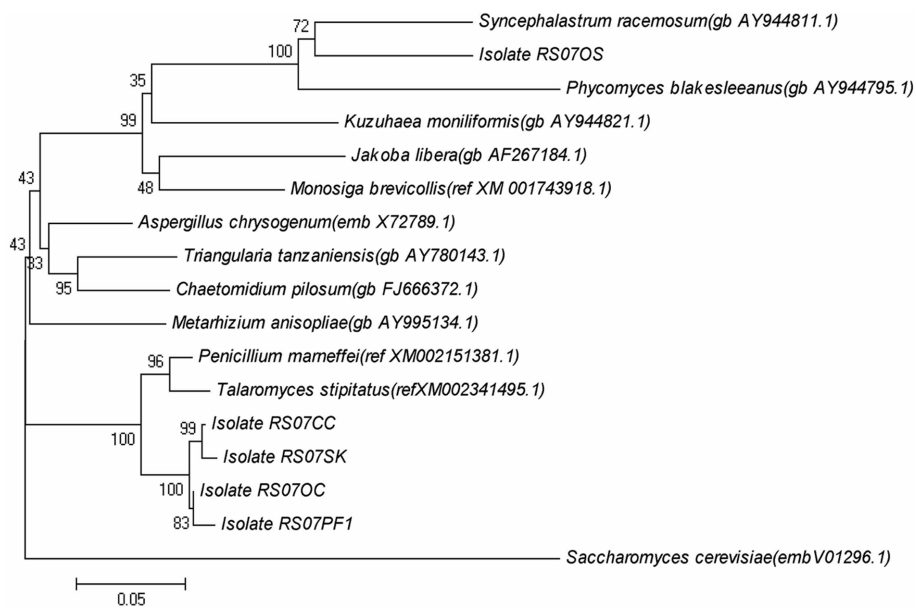 72
Syncephalastrum racemosum(gb AY944811.1)
100
Isolate RS07OS
35
Phycomyces blakesleeanus(gb AY944795.1)
99
Kuzuhaea moniliformis(gb AY944821.1)
Jakoba libera(gb AF267184.1)
43
48
Monosiga brevicollis(ref XM 001743918.1)
Aspergillus chrysogenum(emb X72789.1)
43
33
Triangularia tanzaniensis(gb AY780143.1)
95
Chaetomidium pilosum(gb FJ666372.1)
Metarhizium anisopliae(gb AY995134.1)
96
Penicillium marneffei(ref XM002151381.1)
Talaromyces stipitatus(refXM002341495.1)
99
Isolate RS07CC
100
Isolate RS07SK
100
Isolate RS07OC
83
Isolate RS07PF1
Saccharomyces cerevisiae(embV01296.1)
0.05